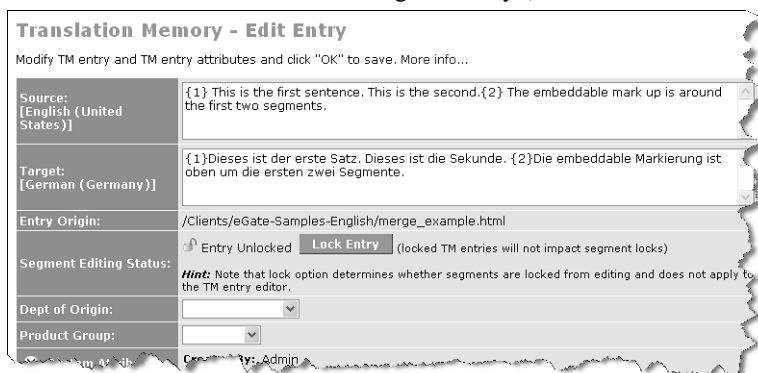 Translation Memory - Edit Entry
Modify TM entry and TM entry attributes and click "OK" to save. More info...
Source:
[English (United
States)]
{1} This is the first sentence. This is the second.{2} The embeddable mark up is around
the first two segments.
Target:
[German (Germany)]
{1}Dieses ist der erste Satz. Dieses ist die Sekunde. {2}Die embeddable Markierung ist
oben um die ersten zwei Segmente.
Entry Origin:
/Clients/eGate-Samples-English/merge_example.html
Segment Editing Status:
Entry Unlocked Lock Entry (locked TM entries will not impact segment locks)
Hint: Note that lock option determines whether segments are locked from editing and does not apply to
the TM entry editor.
Dept of Origin:
Product Group:
By: Admin